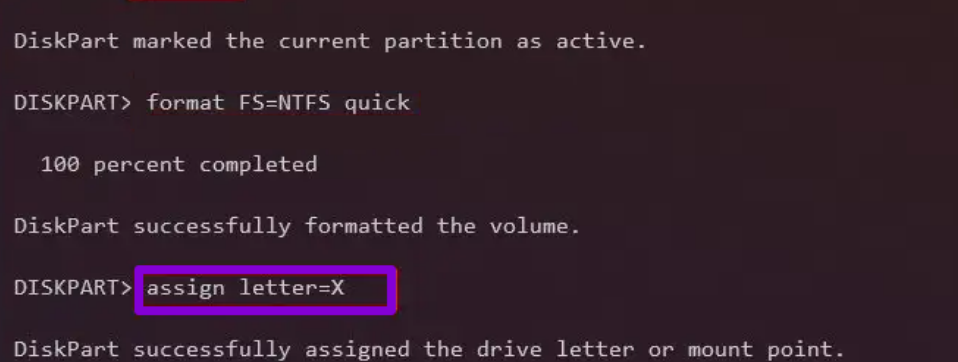 DiskPart marked the current partition as active.
DISKPART> format FS=NTFS quick
100 percent completed
DiskPart successfully formatted the volume.
DISKPART> assign letter=X
DiskPart successfully assigned the drive letter or mount point.